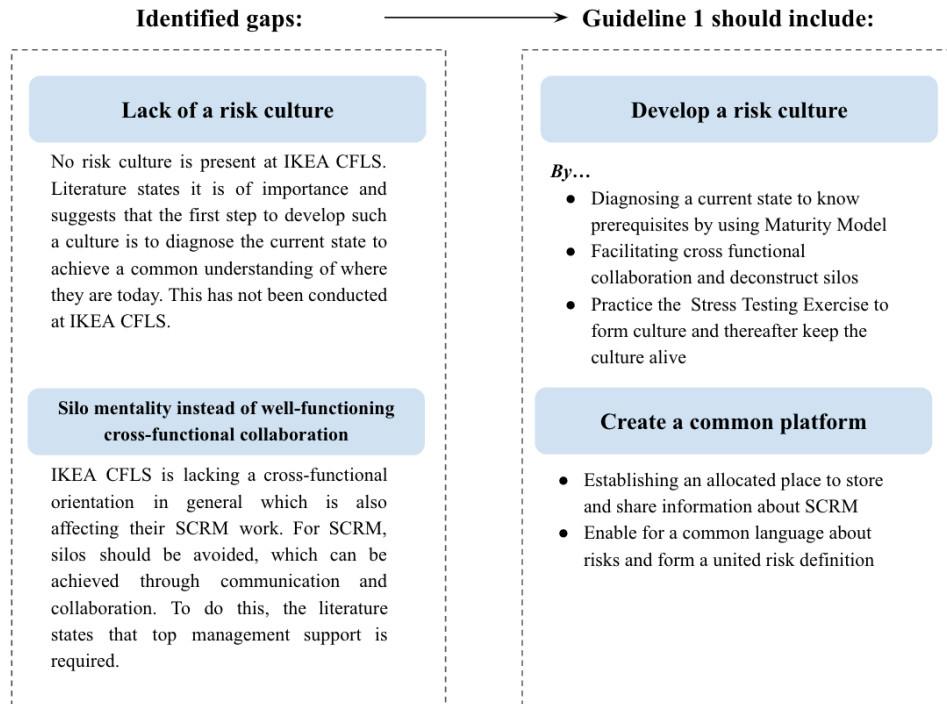 Identified gaps:
Lack of a risk culture
No risk culture is present at IKEA CFLS.
Literature states it is of importance and
suggests that the first step to develop such
a culture is to diagnose the current state to
achieve a common understanding of where
they are today. This has not been conducted
at IKEA CFLS.
Silo mentality instead of well-functioning
cross-functional collaboration
IKEA CFLS is lacking a cross-functional
orientation in general which is also
affecting their SCRM work. For SCRM,
silos should be avoided, which can be
achieved through communication and
collaboration. To do this, the literature
states that top management support is
required.
Guideline 1 should include:
Develop a risk culture
By…
● Diagnosing a current state to know
prerequisites by using Maturity Model
● Facilitating cross functional
collaboration and deconstruct silos
● Practice the Stress Testing Exercise to
form culture and thereafter keep the
culture alive
Create a common platform
● Establishing an allocated place to store
and share information about SCRM
● Enable for a common language about
risks and form a united risk definition